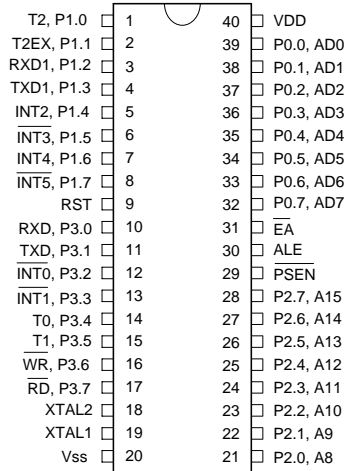 T2, P1.0 1 40 VDD
T2EX, P1.1 2 39 P0.0, AD0
RXD1, P1.2 3 38 P0.1, AD1
TXD1, P1.3 4 37 P0.2, AD2
INT2, P1.4 5 36 P0.3, AD3
INT3, P1.5 6 35 P0.4, AD4
INT4, P1.6 7 34 P0.5, AD5
INT5, P1.7 8 33 P0.6, AD6
RST 9 32 P0.7, AD7
RXD, P3.0 10 31 EA
TXD, P3.1 11 30 ALE
INT0, P3.2 12 29 PSEN
INT1, P3.3 13 28 P2.7, A15
T0, P3.4 14 27 P2.6, A14
T1, P3.5 15 26 P2.5, A13
WR, P3.6 16 25 P2.4, A12
RD, P3.7 17 24 P2.3, A11
XTAL2 18 23 P2.2, A10
XTAL1 19 22 P2.1, A9
Vss 20 21 P2.0, A8